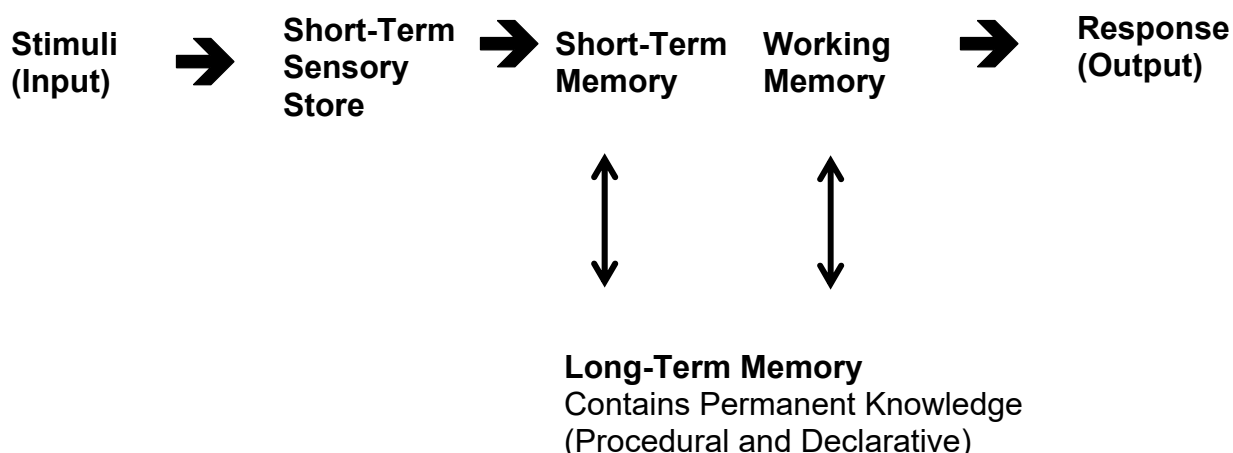 Stimuli
(Input)
Short-Term
Sensory
Store
Short-Term
Memory
Working
Memory
Response
(Output)
Long-Term Memory
Contains Permanent Knowledge
(Procedural and Declarative)